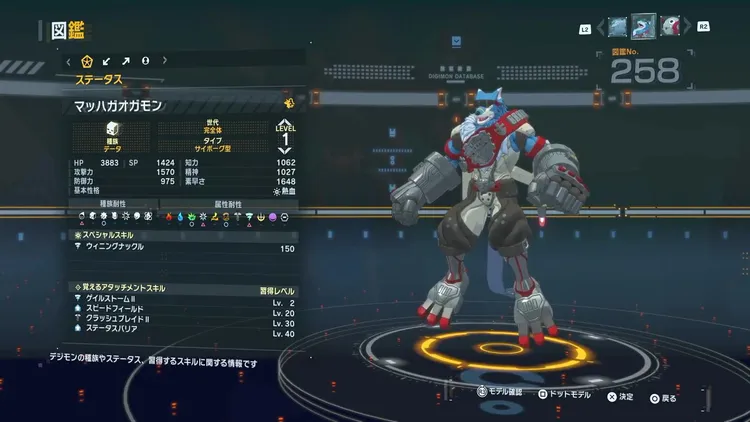 図鑑
L2
R2
ステータス
図鑑No.
258
DIGIMON DATABASE
マッハガオガモン
種族
データ
世代
完全体
タイプ
サイボーグ型
LEVEL
1
HP 3883 SP 1424 知力 1062
攻撃力 1570 精神 1027
防御力 975 素早さ 1648
基本性格 熱血
種族耐性 属性耐性
スペシャルスキル
ウィニングナックル 150
覚えるアタッチメントスキル 習得レベル
ゲイルストームⅡ Lv. 2
スピードフィールド Lv. 20
クラッシュブレイドⅡ Lv. 30
ステータスバリア Lv. 40
デジモンの種族やステータス、習得するスキルに関する情報です
モデル確認 ドットモデル 決定 戻る